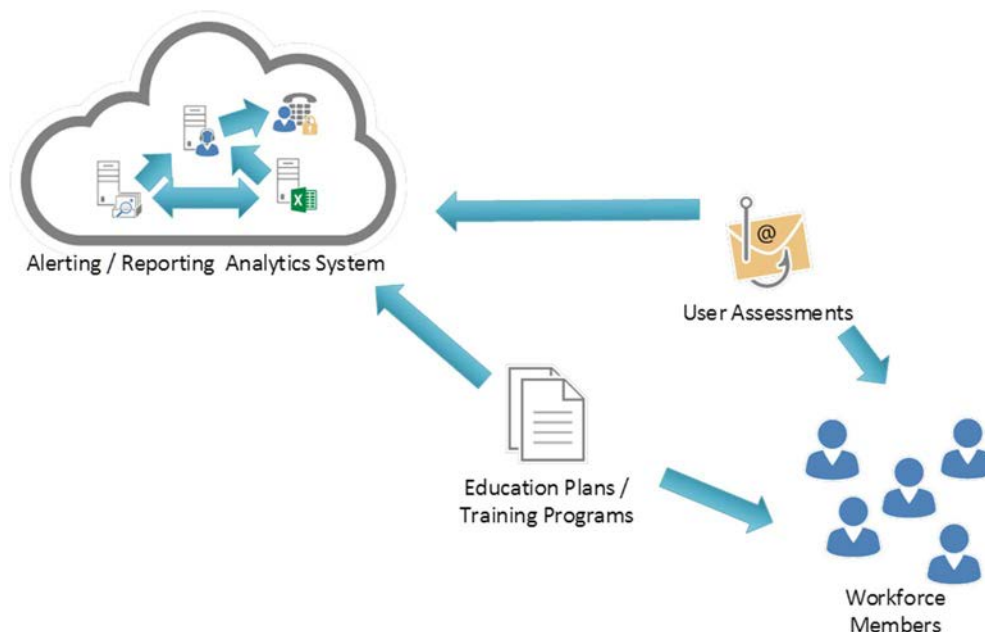 Alerting / Reporting Analytics System
@
User Assessments
Education Plans /
Training Programs
Workforce
Members